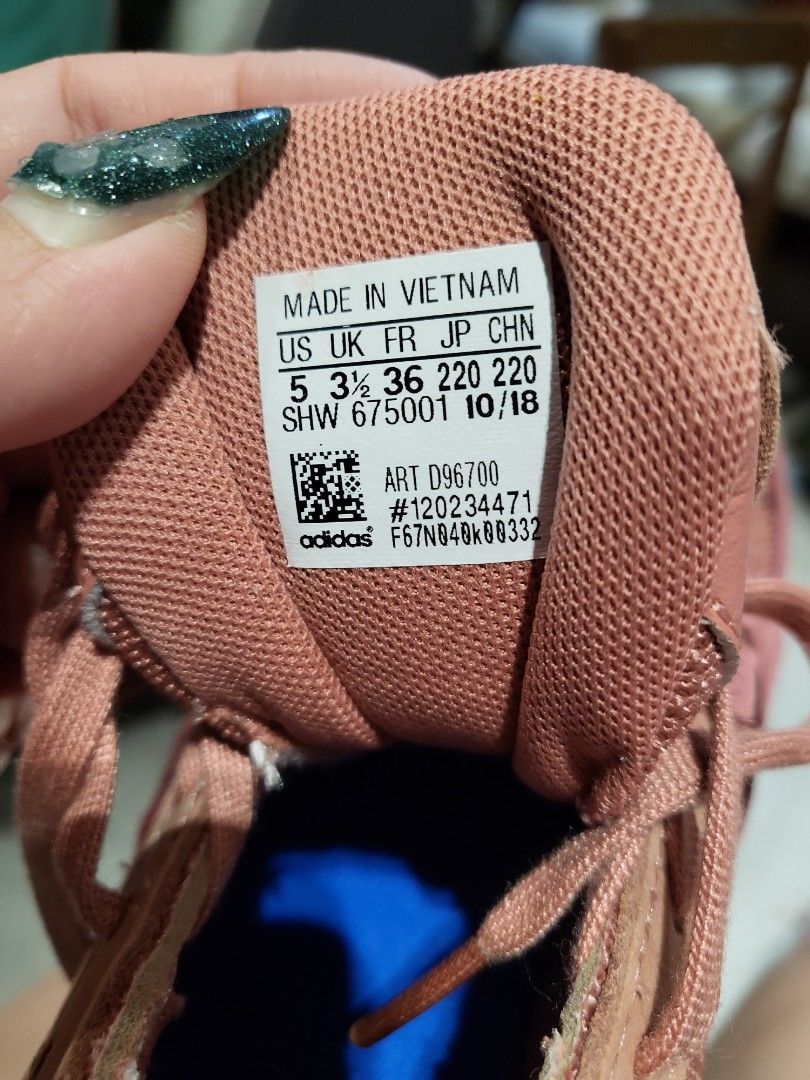 MADE IN VIETNAM
US UK FR JP CHN
5 3½ 36 220 220
SHW 675001 10/18
ART D96700
#120234471
adidas® F67N040k00332